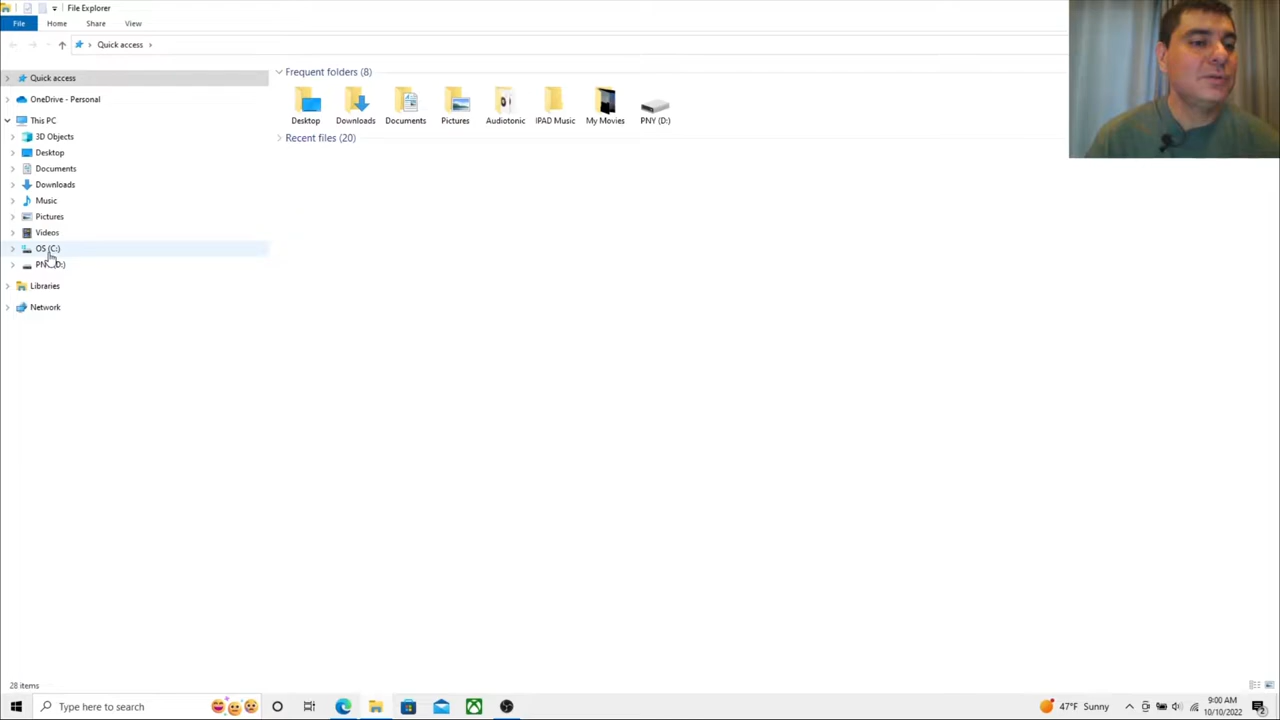 File Explorer
File Home Share View
Quick access
Quick access
OneDrive - Personal
This PC
3D Objects
Desktop
Documents
Downloads
Music
Pictures
Videos
OS (C:)
Libraries
Network
Frequent folders (8)
Desktop Downloads Documents Pictures Audiotonic IPAD Music My Movies PNY (D:)
Recent files (20)
28 items
Type here to search
47°F Sunny
9:00 AM
10/10/2022
2